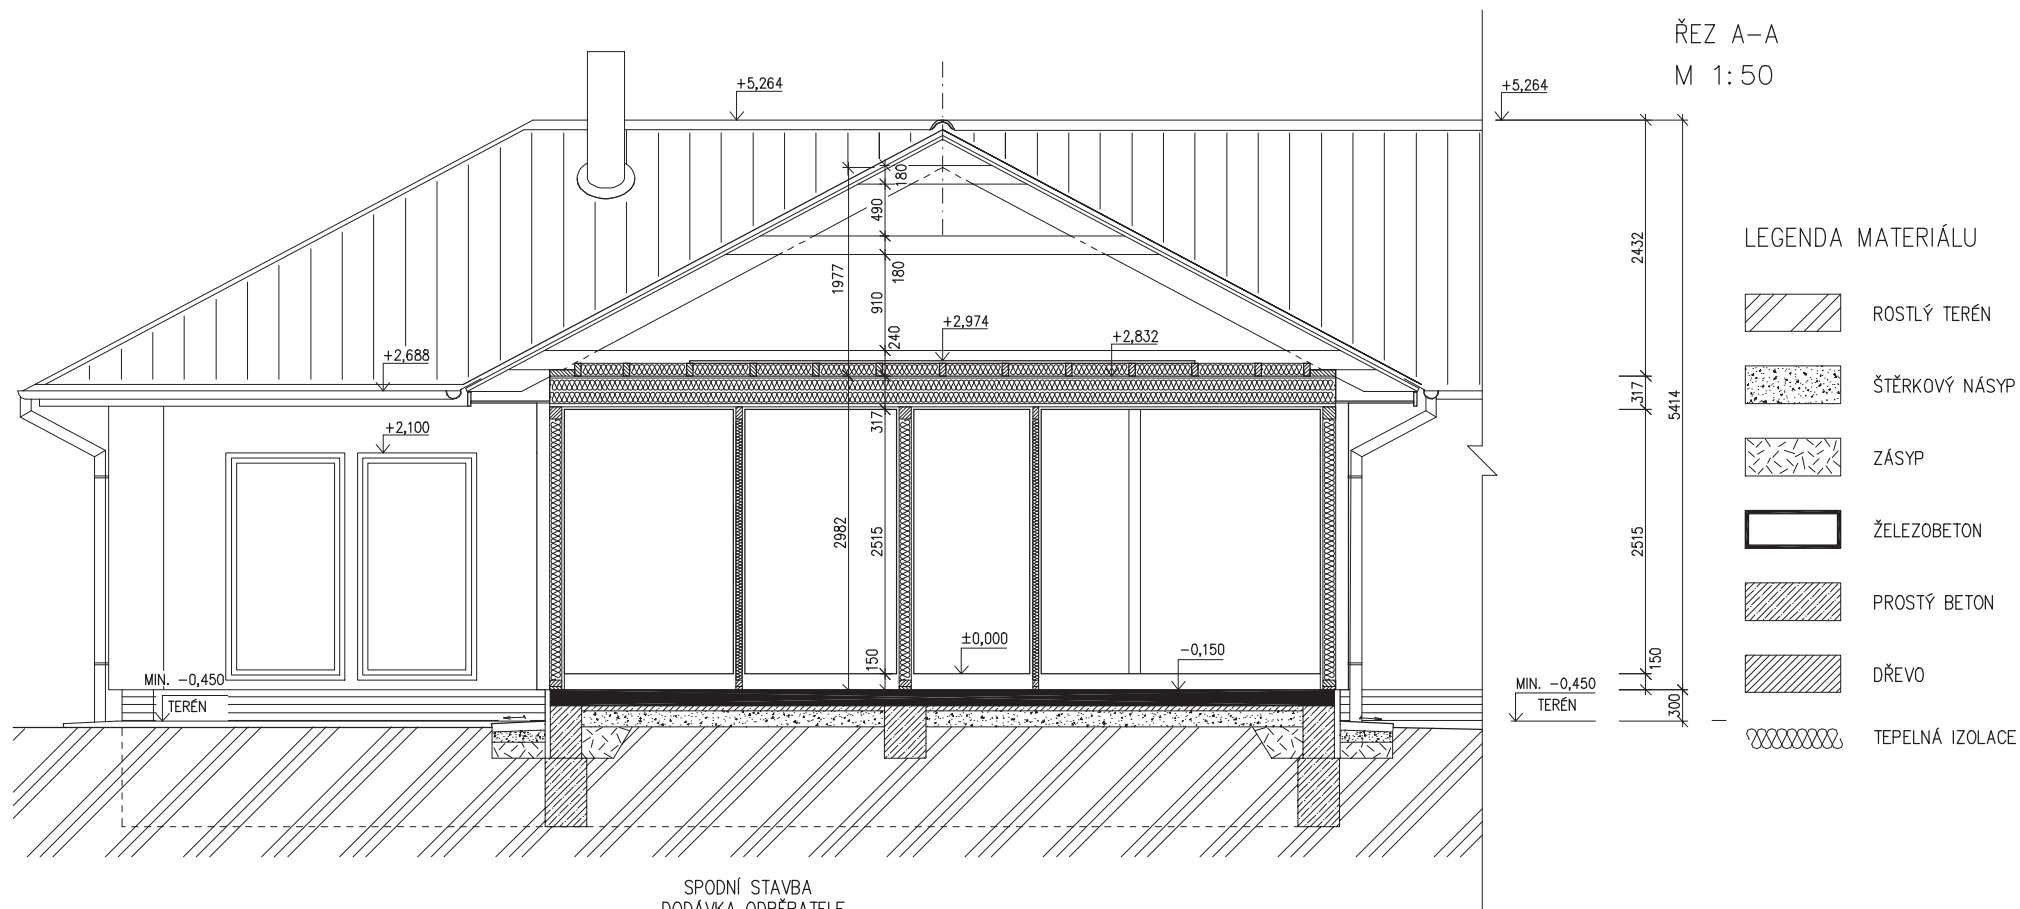 ŘEZ A-A
M 1:50
+5,264
+5,264
180
490
180
1977
910
240
+2,974
+2,832
+2,688
+2,100
317
2982
2515
150
±0,000
-0,150
MIN. -0,450
TERÉN
2432
317
5414
2515
150
300
MIN. -0,450
TERÉN
LEGENDA MATERIÁLU
ROSTLÝ TERÉN
ŠTĚRKOVÝ NÁSYP
ZÁSYP
ŽELEZOBETON
PROSTÝ BETON
DŘEVO
TEPELNÁ IZOLACE
SPODNÍ STAVBA
DODÁVKA ODBĚRATELE